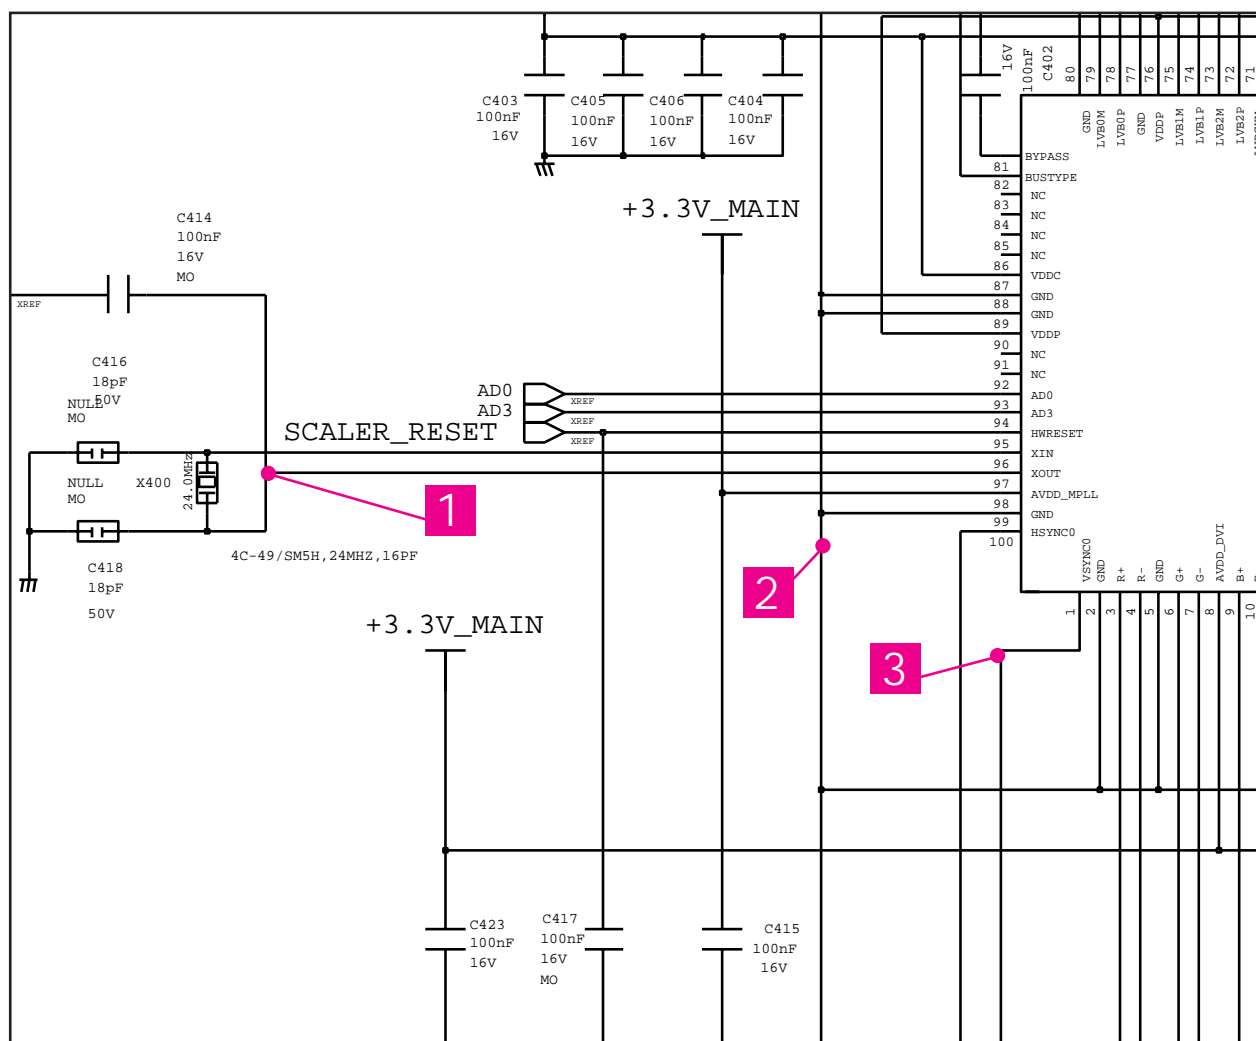 C403
100nF
16V
C405
100nF
16V
C406
100nF
16V
C404
100nF
16V
16V
100nF
C402
80
79
78
77
76
75
74
73
72
71
GND
LVB0M
LVB0P
GND
VDDP
LVB1M
LVB1P
LVB2M
LVB2P
+3.3V_MAIN
C414
100nF
16V
MO
XREF
C416
18pF
50V
NULL
MO
NULL
MO
X400
24.0MHz
C418
18pF
50V
4C-49/SM5H,24MHZ,16PF
AD0
AD3
SCALER_RESET
XREF
XREF
XREF
BYPASS
81
BUSTYPE
82
NC
83
NC
84
NC
85
NC
86
VDDC
87
GND
88
GND
89
VDDP
90
NC
91
NC
92
AD0
93
AD3
94
HWRESET
95
XIN
96
XOUT
97
AVDD_MPLL
98
GND
99
HSYNC0
100
1
2
3
VSYNC0
GND
R+
R-
GND
G+
G-
AVDD_DVI
B+
1
2
3
4
5
6
7
8
9
10
+3.3V_MAIN
C423
100nF
16V
C417
100nF
16V
MO
C415
100nF
16V